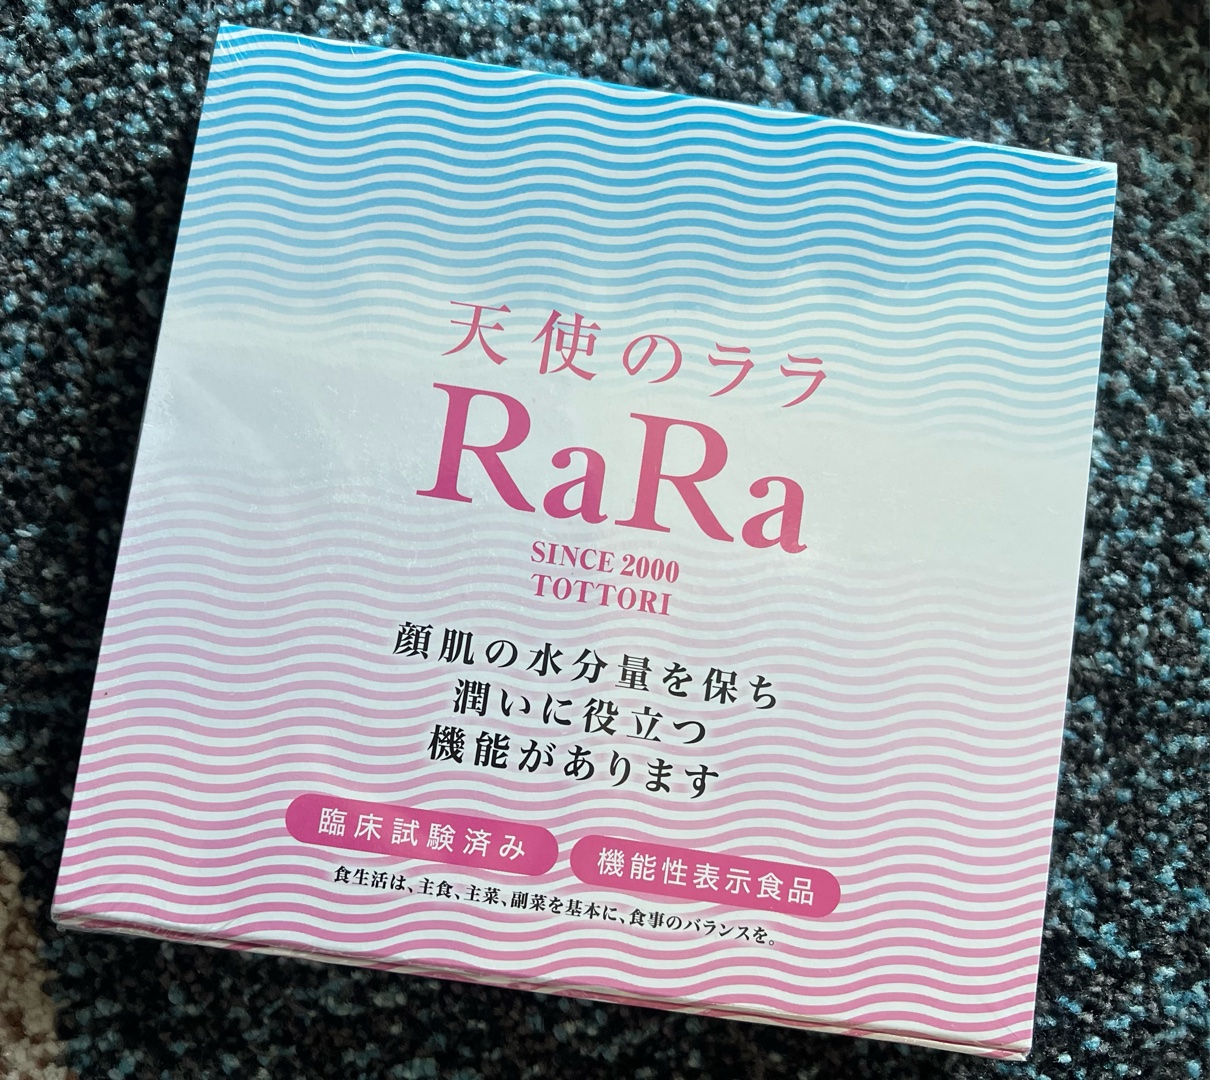 天使のララ
RaRa
SINCE 2000
TOTTORI
顔肌の水分量を保ち
潤いに役立つ
機能があります
臨床試験済み
機能性表示食品
食生活は、主食、主菜、副菜を基本に、食事のバランスを。